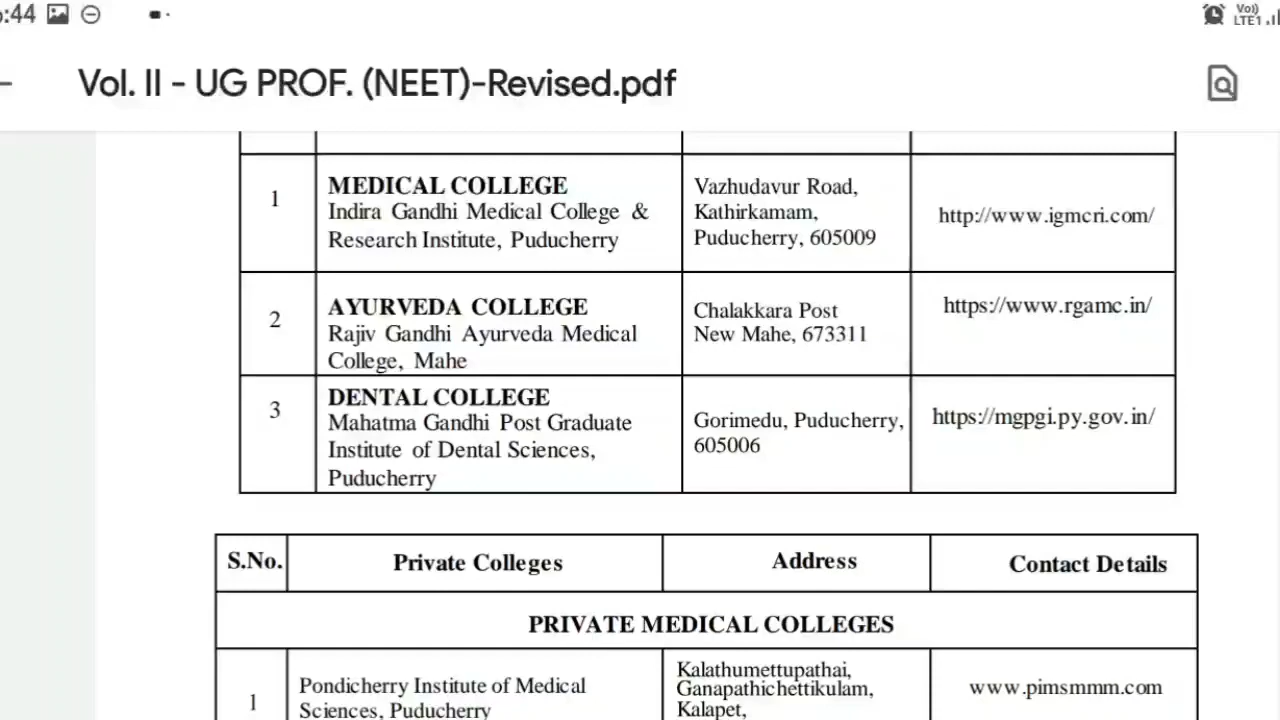 :44
Vo))
LTE1
Vol. II - UG PROF. (NEET)-Revised.pdf
1
MEDICAL COLLEGE
Indira Gandhi Medical College &
Research Institute, Puducherry
Vazhudavur Road,
Kathirkamam,
Puducherry, 605009
http://www.igmcri.com/
2
AYURVEDA COLLEGE
Rajiv Gandhi Ayurveda Medical
College, Mahe
Chalakkara Post
New Mahe, 673311
https://www.rgamc.in/
3
DENTAL COLLEGE
Mahatma Gandhi Post Graduate
Institute of Dental Sciences,
Puducherry
Gorimedu, Puducherry,
605006
https://mgpgi.py.gov.in/
S.No.
Private Colleges
Address
Contact Details
PRIVATE MEDICAL COLLEGES
1
Pondicherry Institute of Medical
Sciences, Puducherry
Kalathumettupathai,
Ganapathichettikulam,
Kalapet,
www.pimsmmm.com